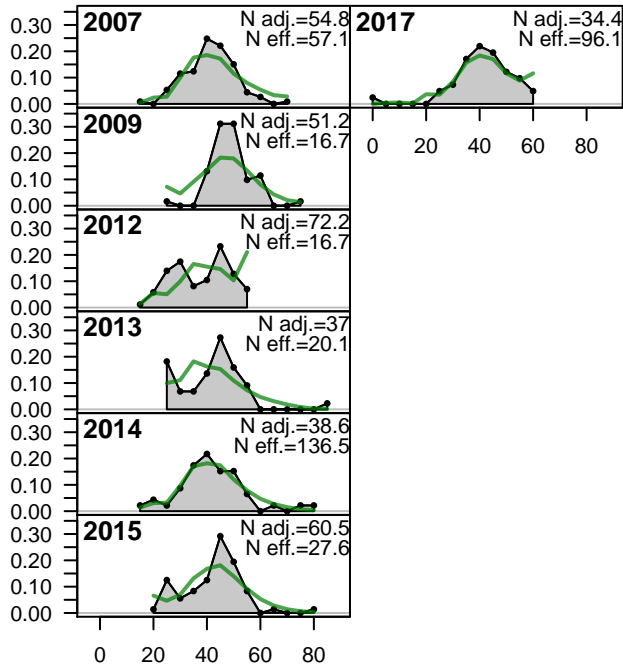 2007
N adj.=54.8
N eff.=57.1
0.30
0.20
0.10
0.00
2009
N adj.=51.2
N eff.=16.7
0.30
0.20
0.10
0.00
2012
N adj.=72.2
N eff.=16.7
0.30
0.20
0.10
0.00
2013
N adj.=37
N eff.=20.1
0.30
0.20
0.10
0.00
2014
N adj.=38.6
N eff.=136.5
0.30
0.20
0.10
0.00
2015
N adj.=60.5
N eff.=27.6
0.30
0.20
0.10
0.00
0 20 40 60 80
2017
N adj.=34.4
N eff.=96.1
0 20 40 60 80